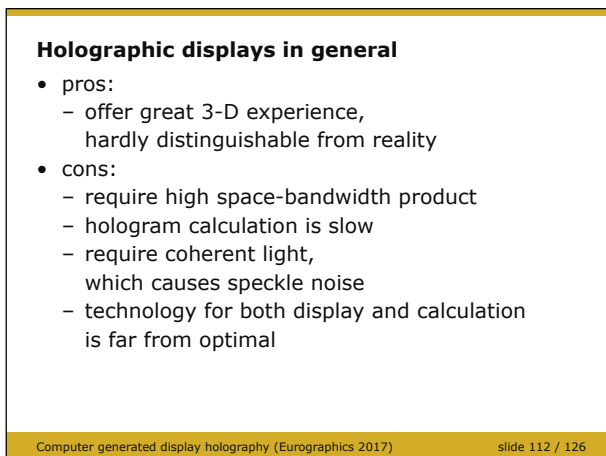 Holographic displays in general
• pros:
– offer great 3-D experience,
hardly distinguishable from reality
• cons:
– require high space-bandwidth product
– hologram calculation is slow
– require coherent light,
which causes speckle noise
– technology for both display and calculation
is far from optimal
Computer generated display holography (Eurographics 2017) slide 112 / 126